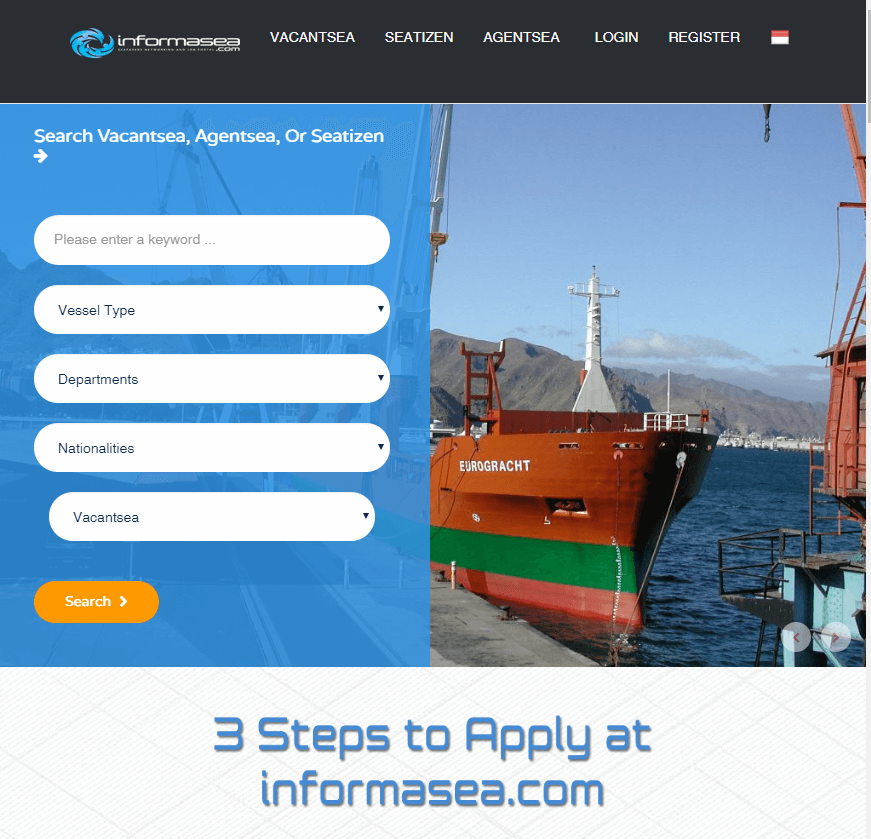 informasea
SEAFARERS NETWORKING AND JOB PORTAL .com
VACANTSEA
SEATIZEN
AGENTSEA
LOGIN
REGISTER
Search Vacantsea, Agentsea, Or Seatizen
Please enter a keyword ...
Vessel Type
Departments
Nationalities
Vacantsea
Search
EUROGRACHT
3 Steps to Apply at
informasea.com